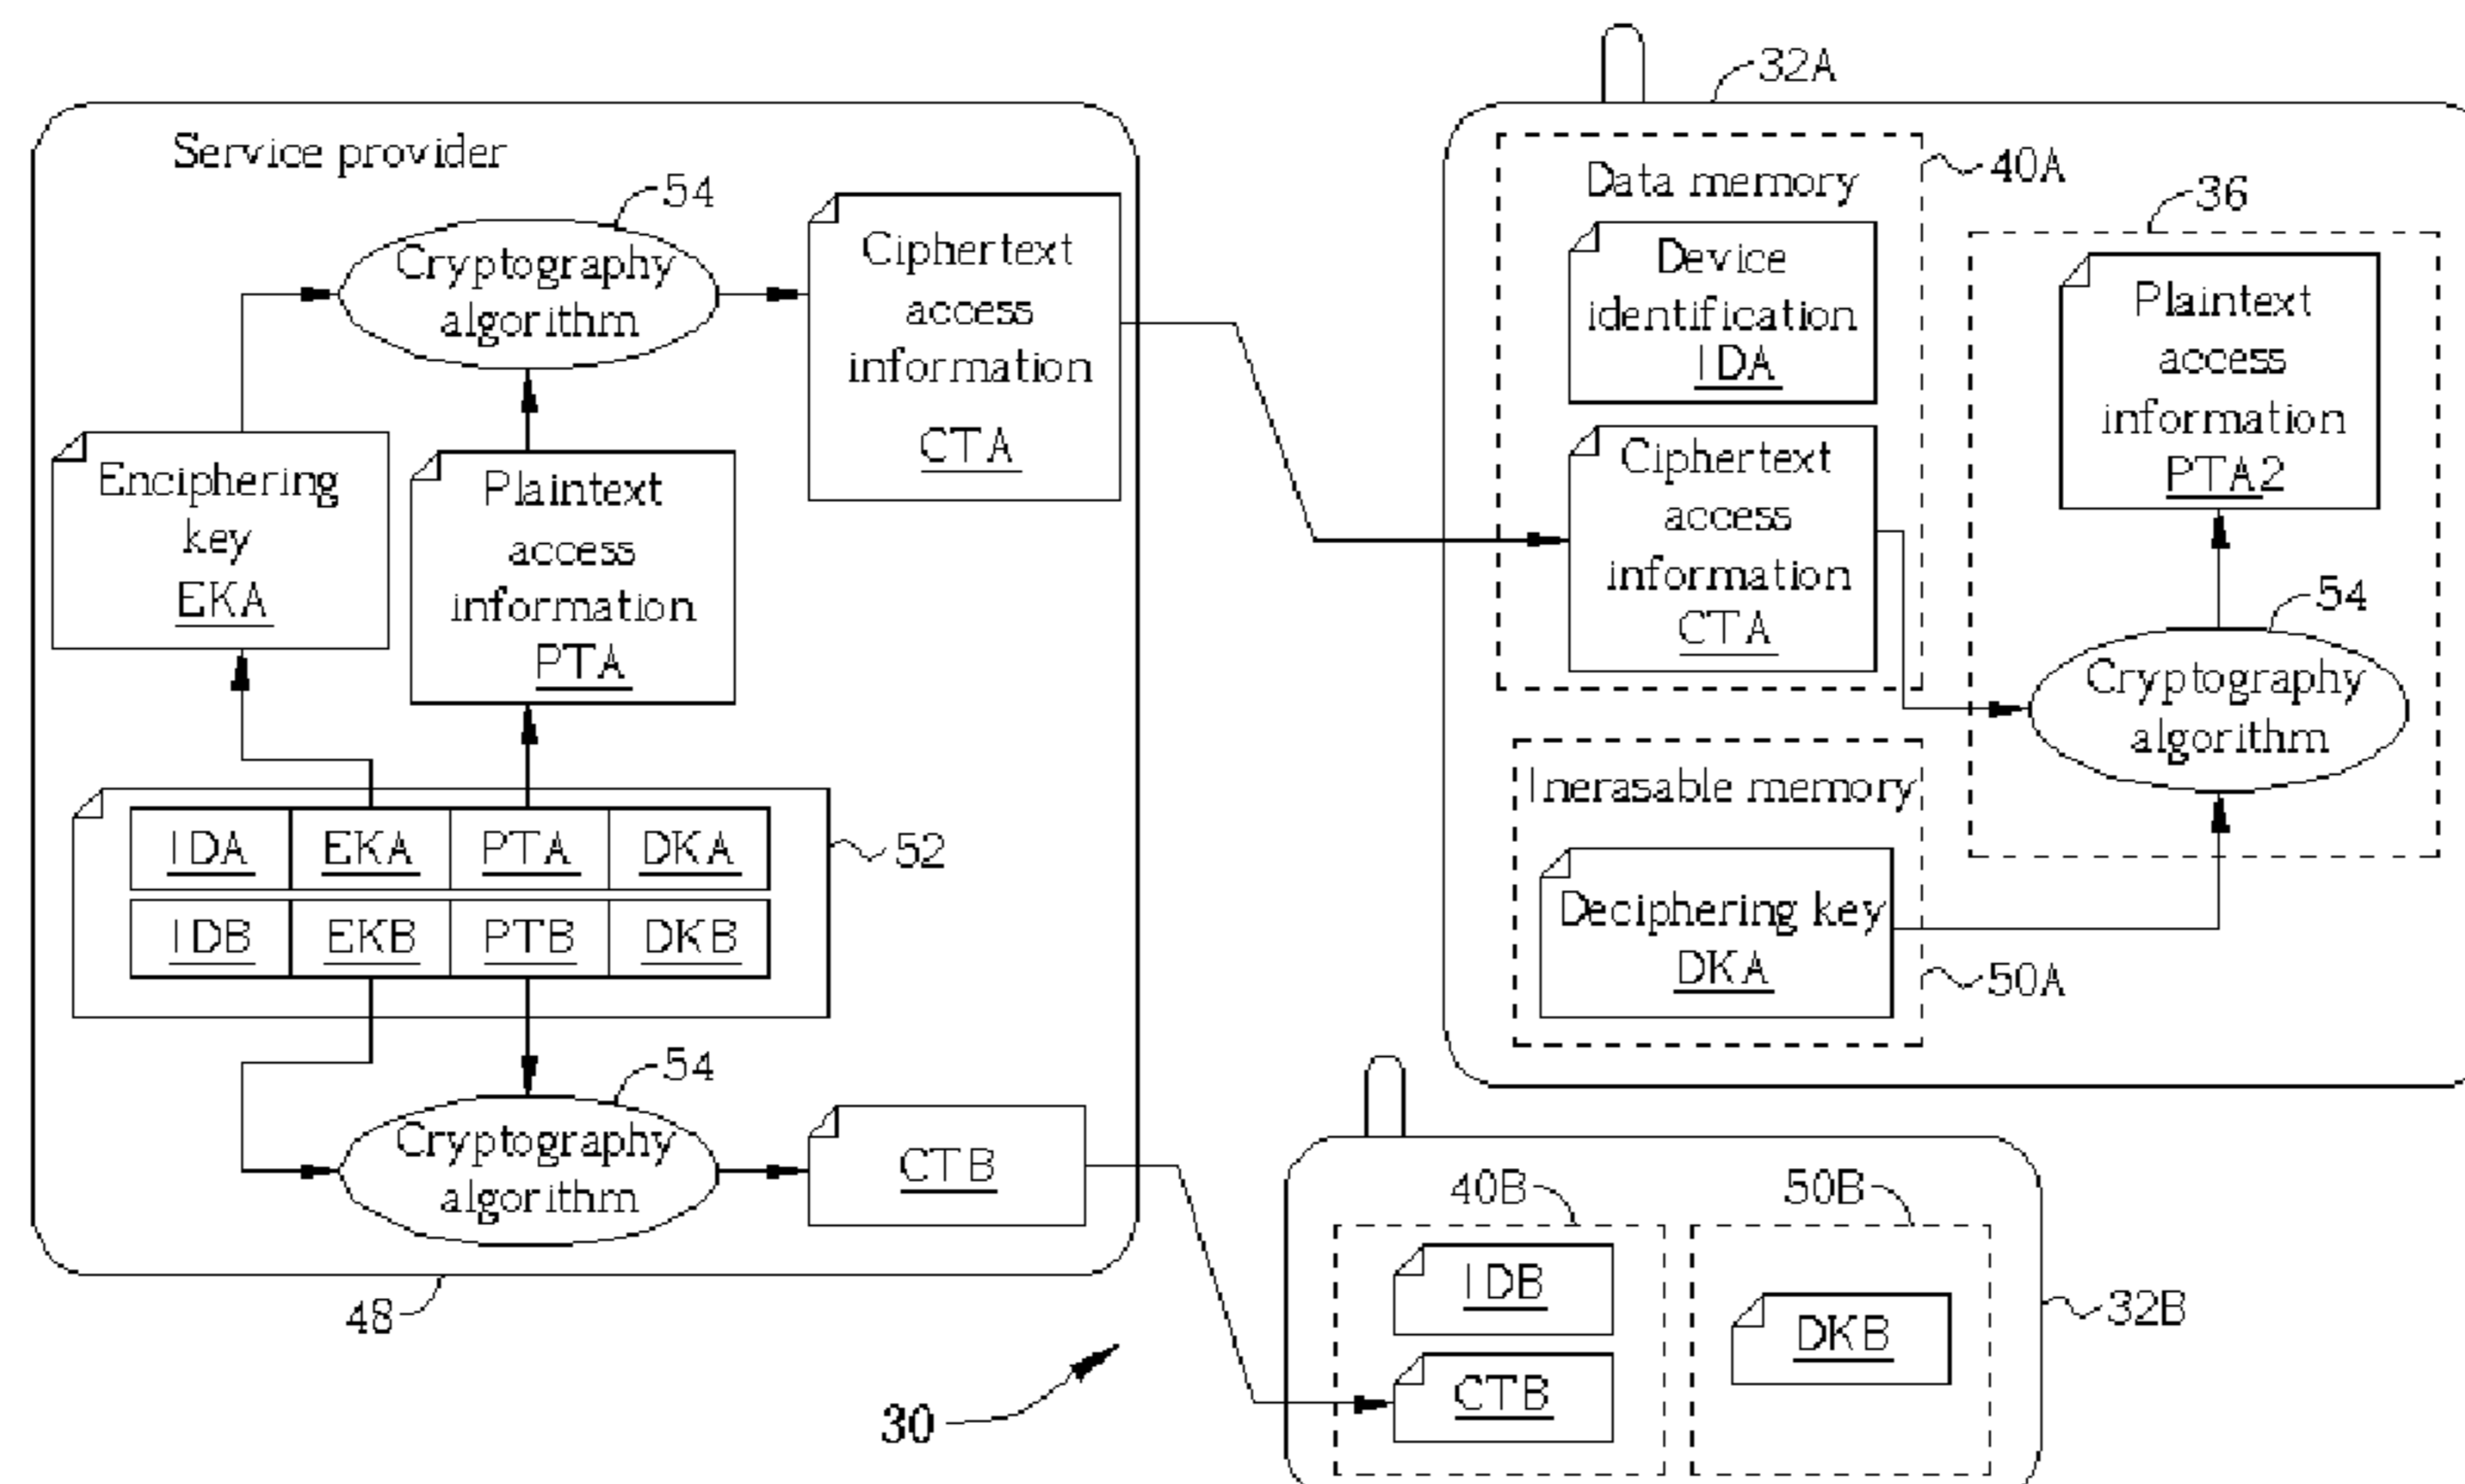 Service provider
54
Cryptography
algorithm
Ciphertext
access
information
CTA
Enciphering
key
EKA
Plaintext
access
information
PTA
IDA EKA PTA DKA
IDB EKB PTB DKB
52
54
Cryptography
algorithm
CTB
48
30
32A
40A
Data memory
Device
identification
IDA
Ciphertext
access
information
CTA
36
Plaintext
access
information
PTA2
54
Cryptography
algorithm
Inerasable memory
Deciphering key
DKA
50A
40B
50B
IDB
CTB
DKB
32B